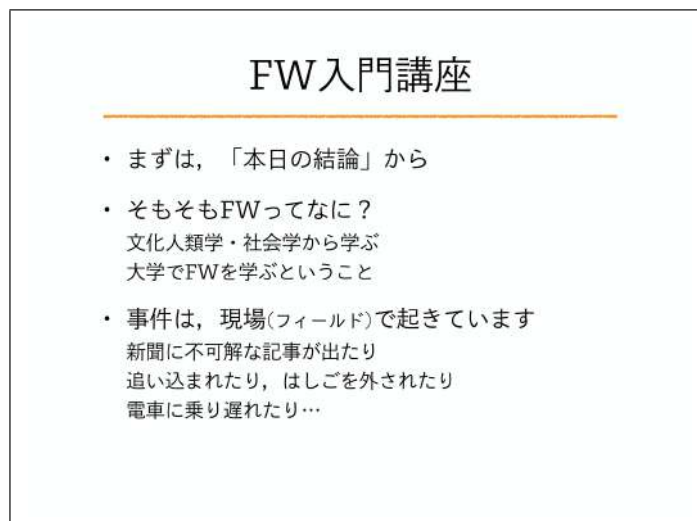 FW入門講座
・ まずは，「本日の結論」から
・ そもそもFWってなに？
文化人類学・社会学から学ぶ
大学でFWを学ぶということ
・ 事件は，現場(フィールド)で起きています
新聞に不可解な記事が出たり
追い込まれたり，はしごを外されたり
電車に乗り遅れたり…